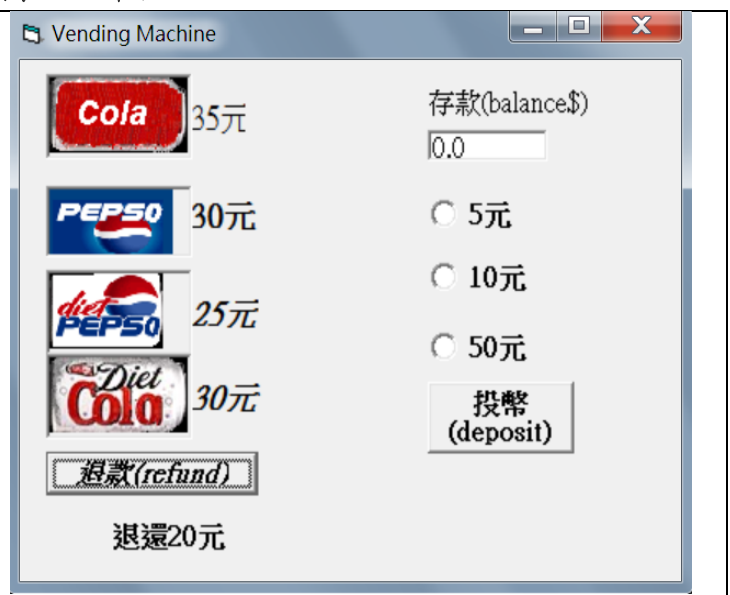 Vending Machine
Cola
35元
PEPSO
30元
diet
PEPSO
25元
Diet
Cola
30元
退款(refund)
退還20元
存款(balance$)
0.0
5元
10元
50元
投幣
(deposit)